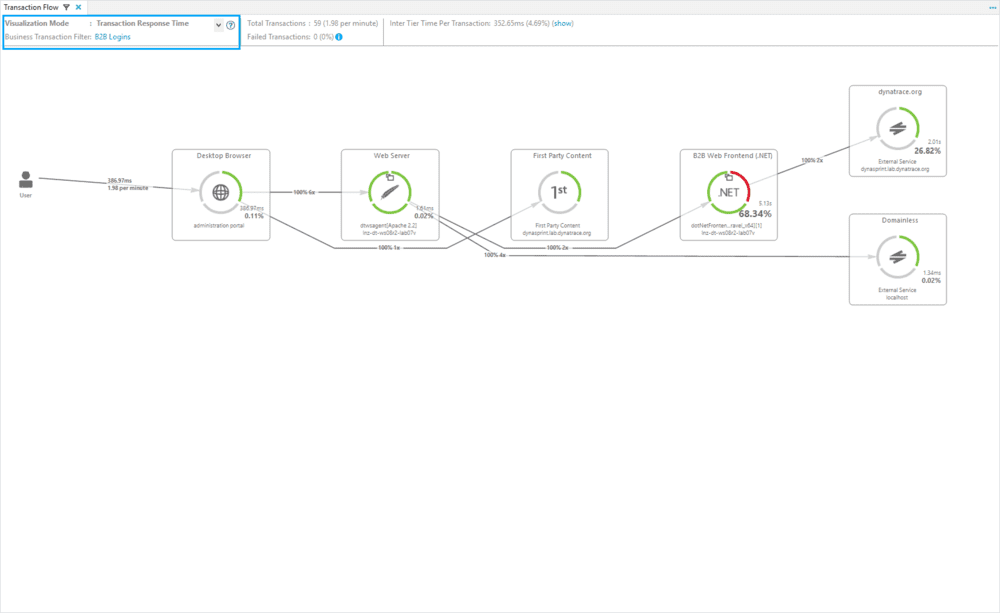 Transaction Flow
Visualization Mode : Transaction Response Time
Business Transaction Filter: B2B Logins
Total Transactions : 59 (1.98 per minute)
Failed Transactions: 0 (0%)
Inter Tier Time Per Transaction: 352.65ms (4.69%) (show)
User
386.97ms
1.98 per minute
Desktop Browser
386.97ms
0.11%
administration portal
100% 6x
100% 1x
Web Server
1.61ms
0.02%
dtwsagent[Apache 2.2]
lnz-dt-ws08r2-lab07v
100% 2x
100% 4x
First Party Content
1st
First Party Content
dynasprint.lab.dynatrace.org
B2B Web Frontend (.NET)
.NET
5.13s
68.34%
dotNetFronten...ravel_x64[1]
lnz-dt-ws08r2-lab07v
100% 2x
dynatrace.org
2.01s
26.82%
External Service
dynasprint.lab.dynatrace.org
Domainless
1.34ms
0.02%
External Service
localhost